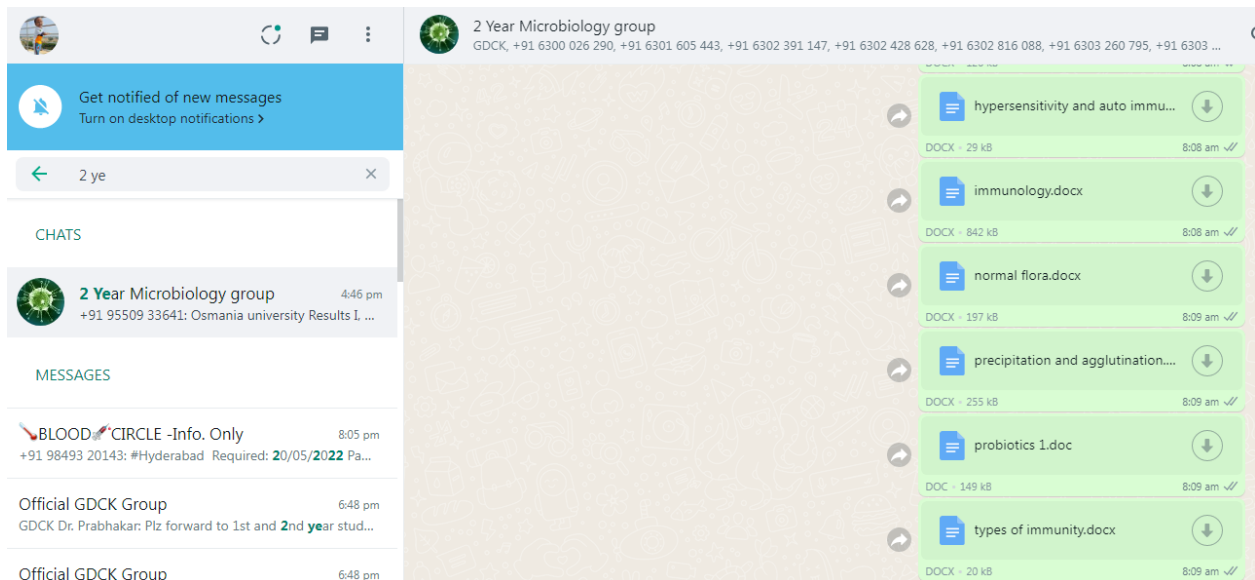 Get notified of new messages
Turn on desktop notifications >
2 ye
CHATS
2 Year Microbiology group 4:46 pm
+91 95509 33641: Osmania university Results I, ...
MESSAGES
BLOOD CIRCLE -Info. Only 8:05 pm
+91 98493 20143: #Hyderabad Required: 20/05/2022 Pa...
Official GDCK Group 6:48 pm
GDCK Dr. Prabhakar: Plz forward to 1st and 2nd year stud...
Official GDCK Group 6:48 pm
2 Year Microbiology group
GDCK, +91 6300 026 290, +91 6301 605 443, +91 6302 391 147, +91 6302 428 628, +91 6302 816 088, +91 6303 260 795, +91 6303 ...
hypersensitivity and auto immu...
DOCX • 29 kB 8:08 am
immunology.docx
DOCX • 842 kB 8:08 am
normal flora.docx
DOCX • 197 kB 8:09 am
precipitation and agglutination....
DOCX • 255 kB 8:09 am
probiotics 1.doc
DOC • 149 kB 8:09 am
types of immunity.docx
DOCX • 20 kB 8:09 am